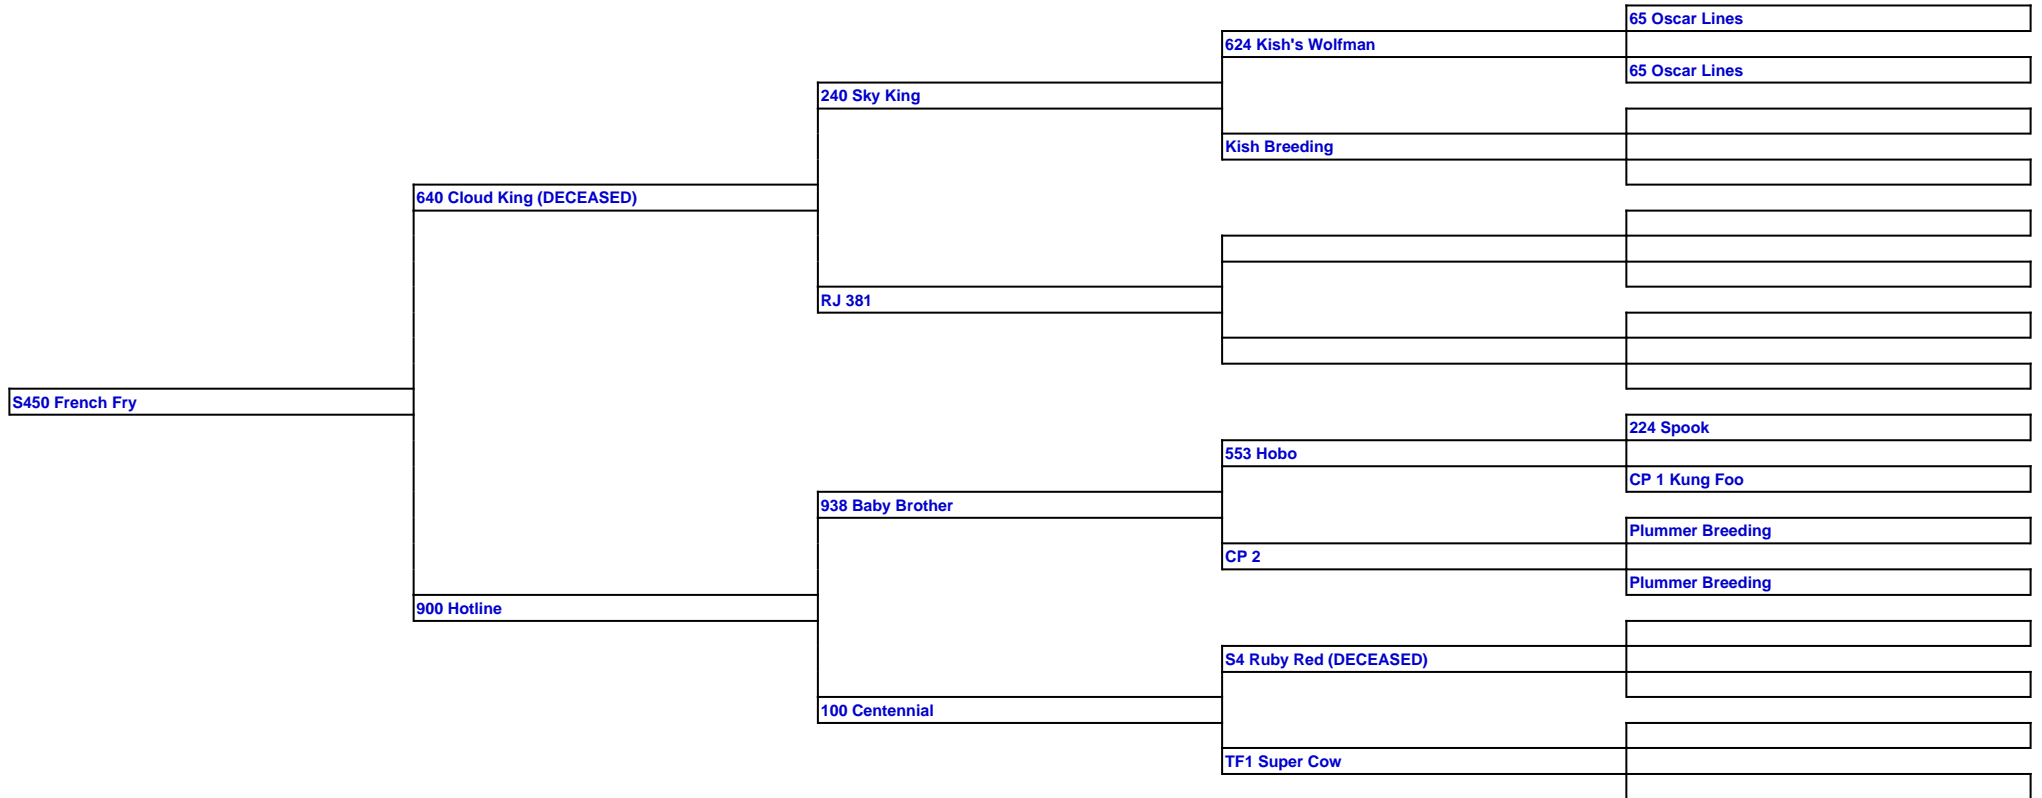 65 Oscar Lines
624 Kish's Wolfman
65 Oscar Lines
240 Sky King
Kish Breeding
640 Cloud King (DECEASED)
RJ 381
S450 French Fry
224 Spook
553 Hobo
CP 1 Kung Foo
938 Baby Brother
Plummer Breeding
CP 2
Plummer Breeding
900 Hotline
S4 Ruby Red (DECEASED)
100 Centennial
TF1 Super Cow